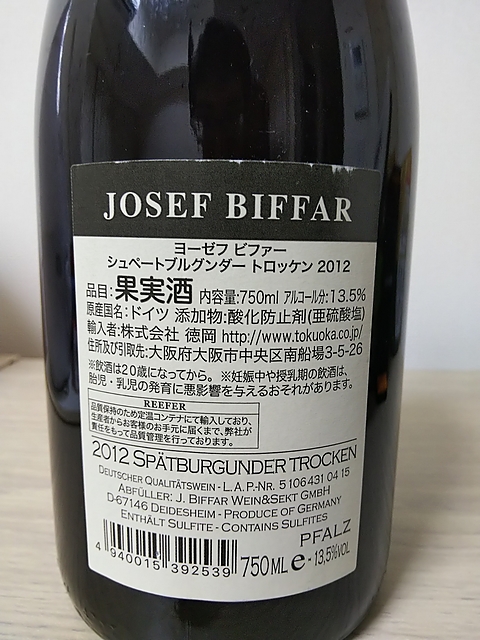 JOSEF BIFFAR
ヨーゼフ ビファー
シュペートブルグンダー トロッケン 2012
品目:果実酒 内容量:750ml アルコール分:13.5%
原産国名:ドイツ 添加物:酸化防止剤(亜硫酸塩)
輸入者:株式会社 徳岡 http://www.tokuoka.co.jp/
住所及び引取先:大阪府大阪市中央区南船場3-5-26
※飲酒は20歳になってから。※妊娠中や授乳期の飲酒は、
胎児・乳児の発育に悪影響を与えるおそれがあります。
REEFER
品質保持のため定温コンテナにて輸入しており、
生産者からお客様のお手元に届くまで、弊社が
責任をもって品質管理を行っております。
2012 SPÄTBURGUNDER TROCKEN
DEUTSCHER QUALITÄTSWEIN - L.A.P.-NR. 5 106 431 04 15
ABFÜLLER: J. BIFFAR WEIN&SEKT GMBH
D-67146 DEIDESHEIM - PRODUCE OF GERMANY
ENTHÄLT SULFITE - CONTAINS SULFITES
PFALZ
4 940015 392539 750 ML e - 13,5%VOL